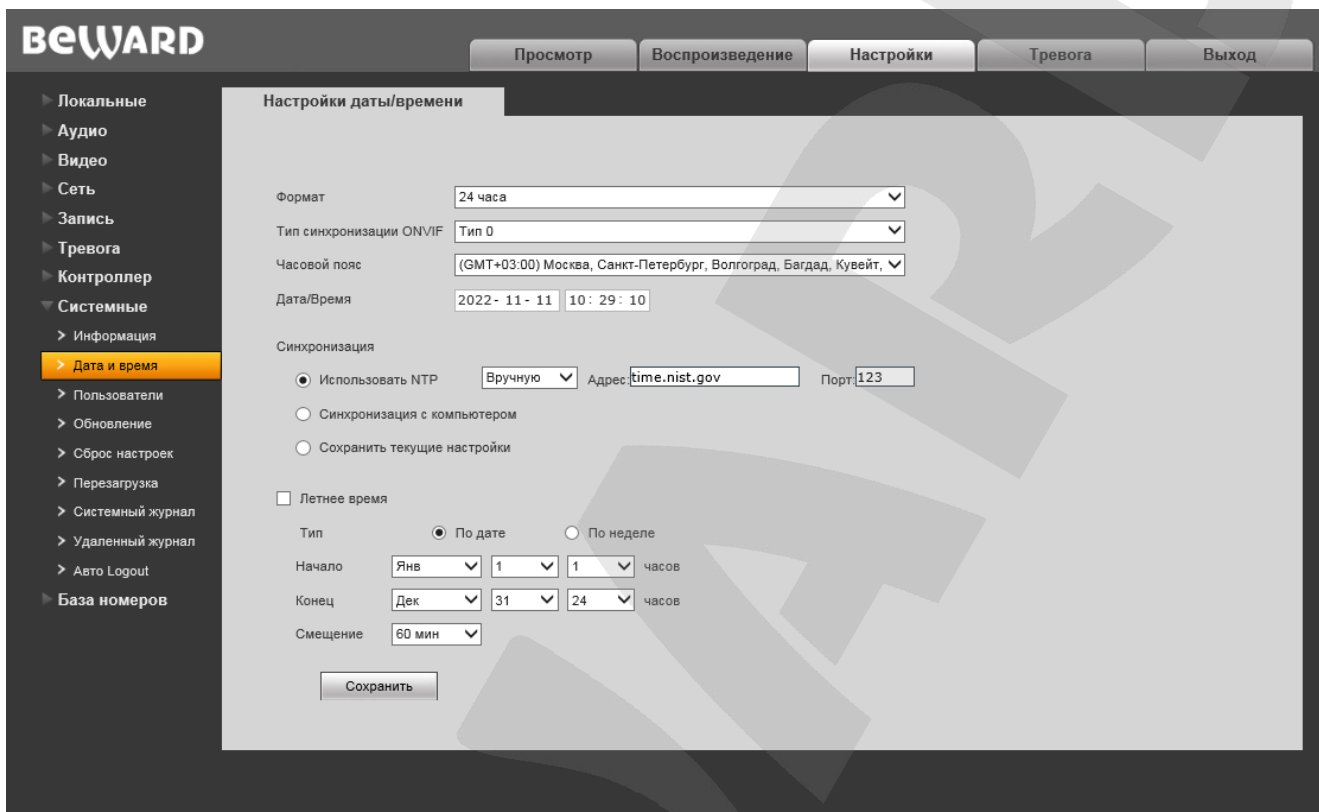 BEWARD
Просмотр Воспроизведение Настройки Тревога Выход
Локальные
Аудио
Видео
Сеть
Запись
Тревога
Контроллер
Системные
Информация
Дата и время
Пользователи
Обновление
Сброс настроек
Перезагрузка
Системный журнал
Удаленный журнал
Авто Logout
База номеров
Настройки даты/времени
Формат 24 часа
Тип синхронизации ONVIF Тип 0
Часовой пояс (GMT+03:00) Москва, Санкт-Петербург, Волгоград, Багдад, Кувейт,
Дата/Время 2022- 11 - 11 10: 29: 10
Синхронизация
Использовать NTP Вручную Адрес: time.nist.gov Порт: 123
Синхронизация с компьютером
Сохранить текущие настройки
Летнее время
Тип По дате По неделе
Начало Янв 1 1 часов
Конец Дек 31 24 часов
Смещение 60 мин
Сохранить